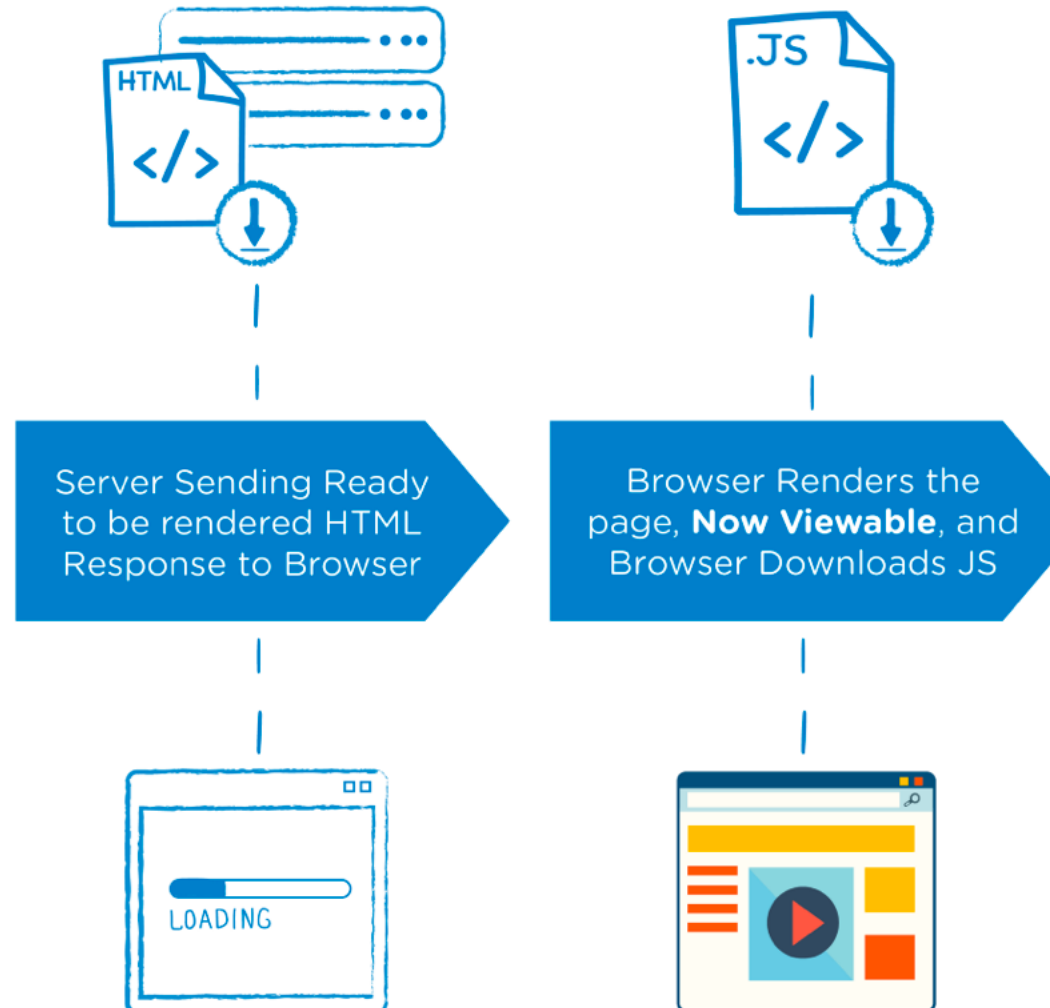 HTML
</>
.JS
</>
Server Sending Ready
to be rendered HTML
Response to Browser
Browser Renders the
page, Now Viewable, and
Browser Downloads JS
LOADING